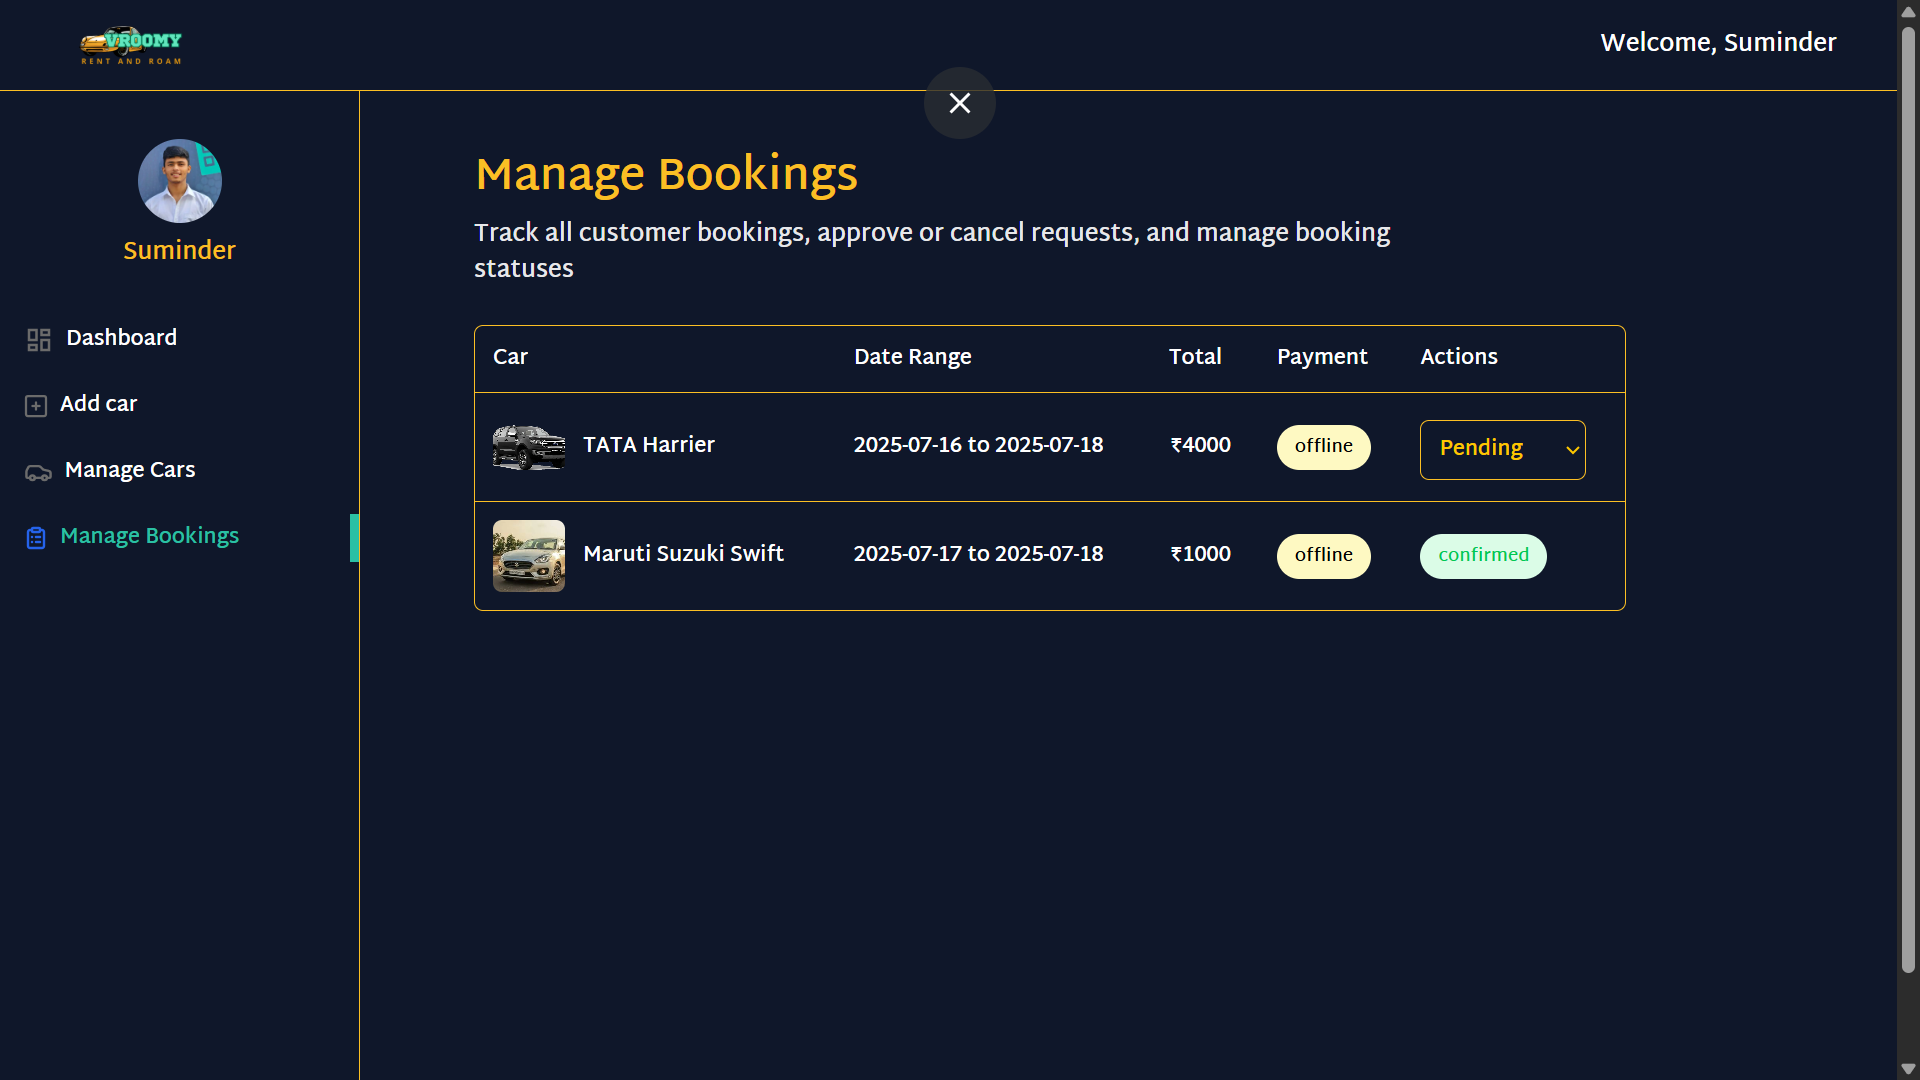 VROOMY
RENT AND ROAM
Welcome, Suminder
Suminder
Dashboard
Add car
Manage Cars
Manage Bookings
Manage Bookings
Track all customer bookings, approve or cancel requests, and manage booking
statuses
Car Date Range Total Payment Actions
TATA Harrier 2025-07-16 to 2025-07-18 ₹4000 offline Pending
Maruti Suzuki Swift 2025-07-17 to 2025-07-18 ₹1000 offline confirmed